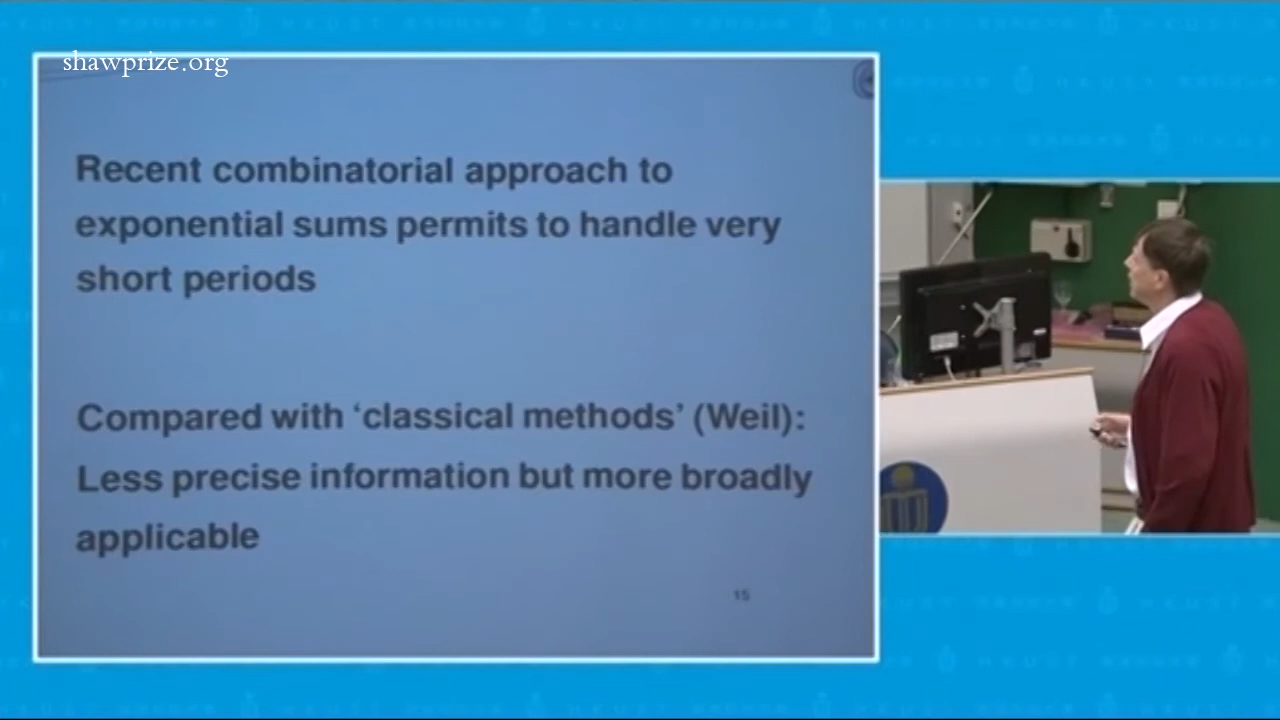 shawprize.org
Recent combinatorial approach to
exponential sums permits to handle very
short periods
Compared with ‘classical methods’ (Weil):
Less precise information but more broadly
applicable
15